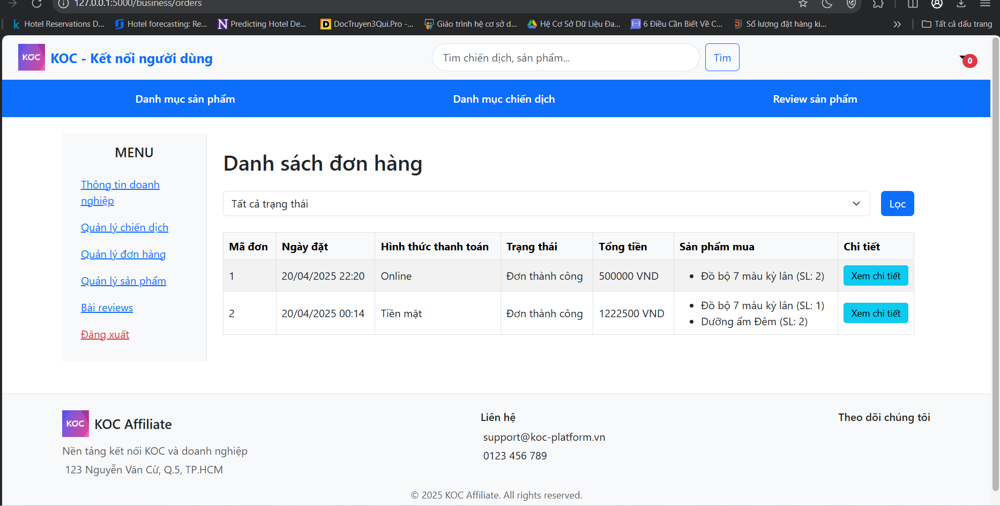 127.0.0.1:5000/business/orders
Hotel Reservations D...
Hotel forecasting: Re...
Predicting Hotel De...
DocTruyen3Qui.Pro -...
Giáo trình hệ cơ sở d...
Hệ Cơ Sở Dữ Liệu Đa...
6 Điều Cần Biết Về C...
Số lượng đặt hàng ki...
Tất cả dấu trang
KOC
KOC - Kết nối người dùng
Tìm chiến dịch, sản phẩm...
Tìm
0
Danh mục sản phẩm
Danh mục chiến dịch
Review sản phẩm
MENU
Thông tin doanh
nghiệp
Quản lý chiến dịch
Quản lý đơn hàng
Quản lý sản phẩm
Bài reviews
Đăng xuất
Danh sách đơn hàng
Tất cả trạng thái
Lọc
Mã đơn Ngày đặt Hình thức thanh toán Trạng thái Tổng tiền Sản phẩm mua Chi tiết
1 20/04/2025 22:20 Online Đơn thành công 500000 VND • Đồ bộ 7 màu kỳ lân (SL: 2) Xem chi tiết
2 20/04/2025 00:14 Tiền mặt Đơn thành công 1222500 VND • Đồ bộ 7 màu kỳ lân (SL: 1) Xem chi tiết
• Dưỡng ẩm Đêm (SL: 2)
KOC
KOC Affiliate
Nền tảng kết nối KOC và doanh nghiệp
123 Nguyễn Văn Cừ, Q.5, TP.HCM
Liên hệ
support@koc-platform.vn
0123 456 789
Theo dõi chúng tôi
© 2025 KOC Affiliate. All rights reserved.